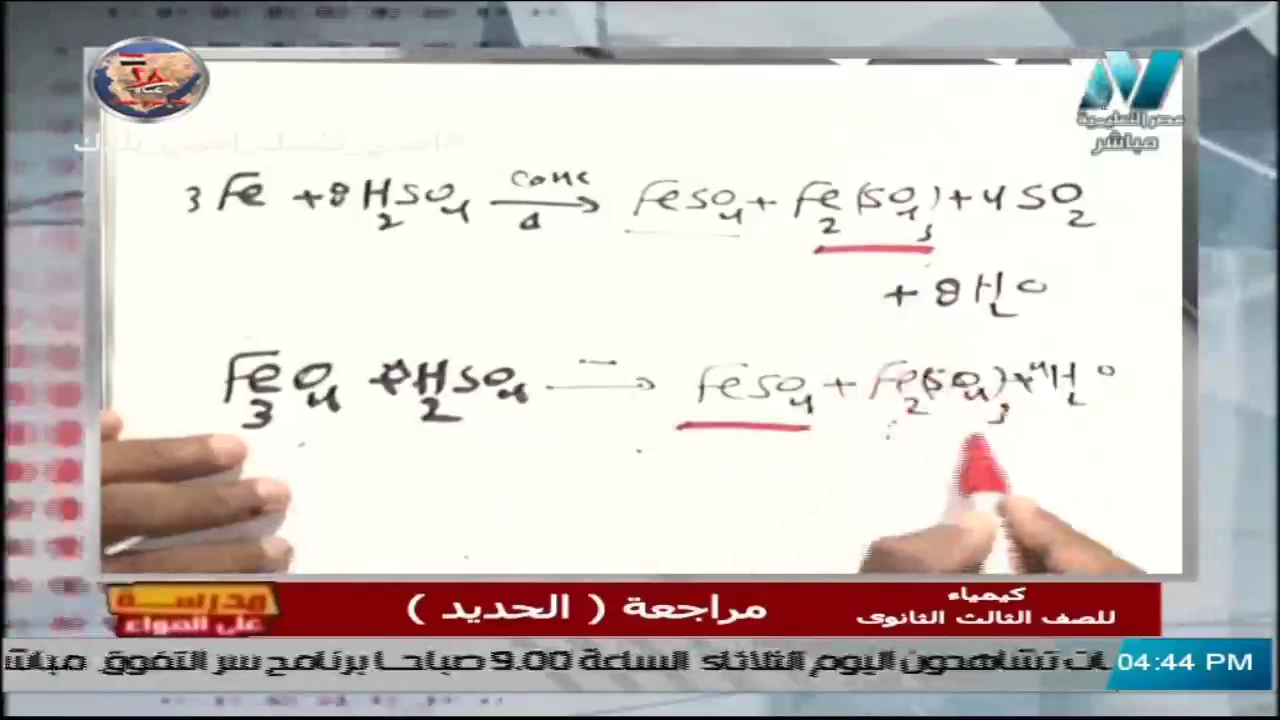 مصر التعليمية
مباشر
3Fe + 8H2SO4 conc Δ → FeSO4 + Fe2(SO4)3 + 4SO2
+ 8H2O
Fe3O4 + H2SO4 → FeSO4 + Fe2(SO4)3 + 4H2O
مدرسة
على الهواء
مراجعة ( الحديد )
كيمياء
للصف الثالث الثانوى
تشاهدون اليوم الثلاثاء الساعة 9.00 صباحا برنامج سر التفوق
04:44 PM